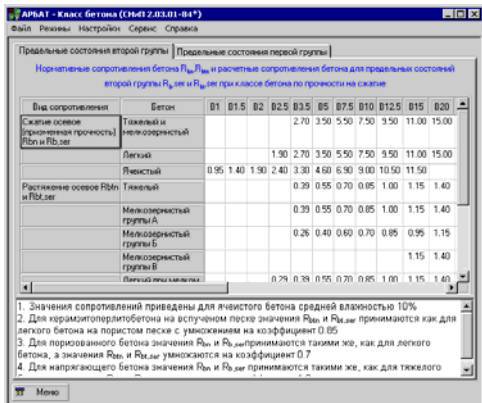 АРБАТ - Класс бетона (СНиП 2.03.01-84*)
Файл Режимы Настройки Сервис Справка
Предельные состояния второй группы Предельные состояния первой группы
Нормативные сопротивления бетона Rbn,Rbtn и расчетные сопротивления бетона для предельных состояний
второй группы Rb,ser и Rbt,ser при классе бетона по прочности на сжатие
Вид сопротивления Бетон B1 B1.5 B2 B2.5 B3.5 B5 B7.5 B10 B12.5 B15 B20
Сжатие осевое (призменная прочность) Rbn и Rb,ser Тяжелый и мелкозернистый 2.70 3.50 5.50 7.50 9.50 11.00 15.00
Легкий 1.90 2.70 3.50 5.50 7.50 9.50 11.00 15.00
Ячеистый 0.95 1.40 1.90 2.40 3.30 4.60 6.90 9.00 10.50 11.50
Растяжение осевое Rbtn и Rbt,ser Тяжелый 0.39 0.55 0.70 0.85 1.00 1.15 1.40
Мелкозернистый группы А 0.39 0.55 0.70 0.85 1.00 1.15 1.40
Мелкозернистый группы Б 0.26 0.40 0.60 0.70 0.85 0.95 1.15
Мелкозернистый группы В 1.15 1.40
Легкий при мелком 0.29 0.39 0.55 0.70 0.85 1.00 1.15 1.40
1. Значения сопротивлений приведены для ячеистого бетона средней влажностью 10%
2. Для керамзитоперлитобетона на вспученном песке значения Rbtn и Rbt,ser принимаются как для
легкого бетона на пористом песке с умножением на коэффициент 0.85
3. Для поризованного бетона значения Rbn и Rb,ser принимаются такими же, как для легкого
бетона, а значения Rbtn и Rbt,ser умножаются на коэффициент 0.7
4. Для напрягающего бетона значения Rbn и Rb,ser принимаются такими же, как для тяжелого
Меню